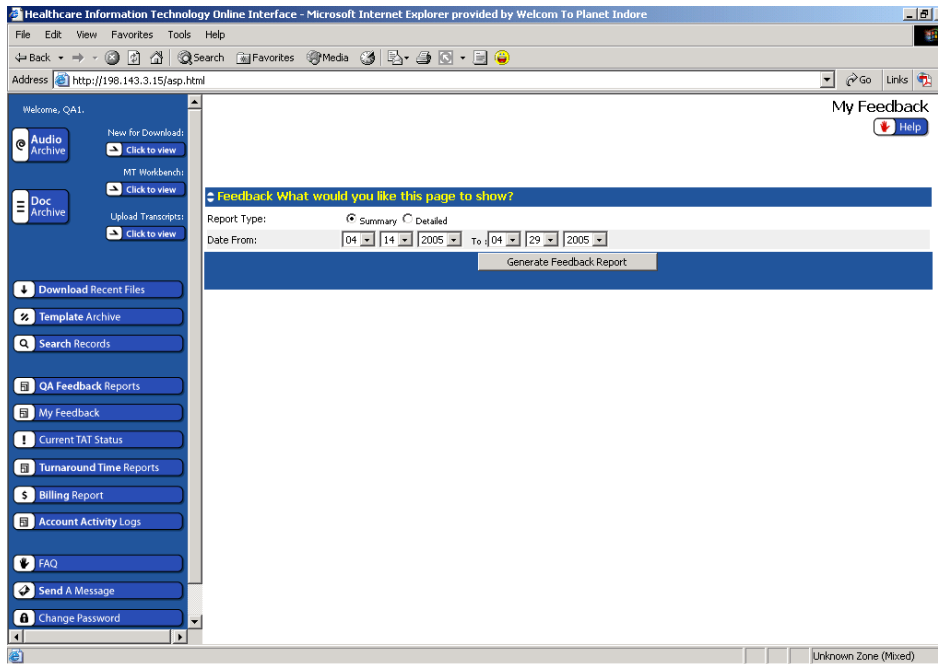 Healthcare Information Technology Online Interface - Microsoft Internet Explorer provided by Welcom To Planet Indore
File Edit View Favorites Tools Help
Back Search Favorites Media
Address http://198.143.3.15/asp.html Go Links
Welcome, QA1.
Audio Archive
New for Download:
Click to view
MT Workbench:
Click to view
Doc Archive
Upload Transcripts:
Click to view
Download Recent Files
Template Archive
Search Records
QA Feedback Reports
My Feedback
Current TAT Status
Turnaround Time Reports
$ Billing Report
Account Activity Logs
FAQ
Send A Message
Change Password
My Feedback
Help
Feedback What would you like this page to show?
Report Type: Summary Detailed
Date From: 04 14 2005 To : 04 29 2005
Generate Feedback Report
Unknown Zone (Mixed)